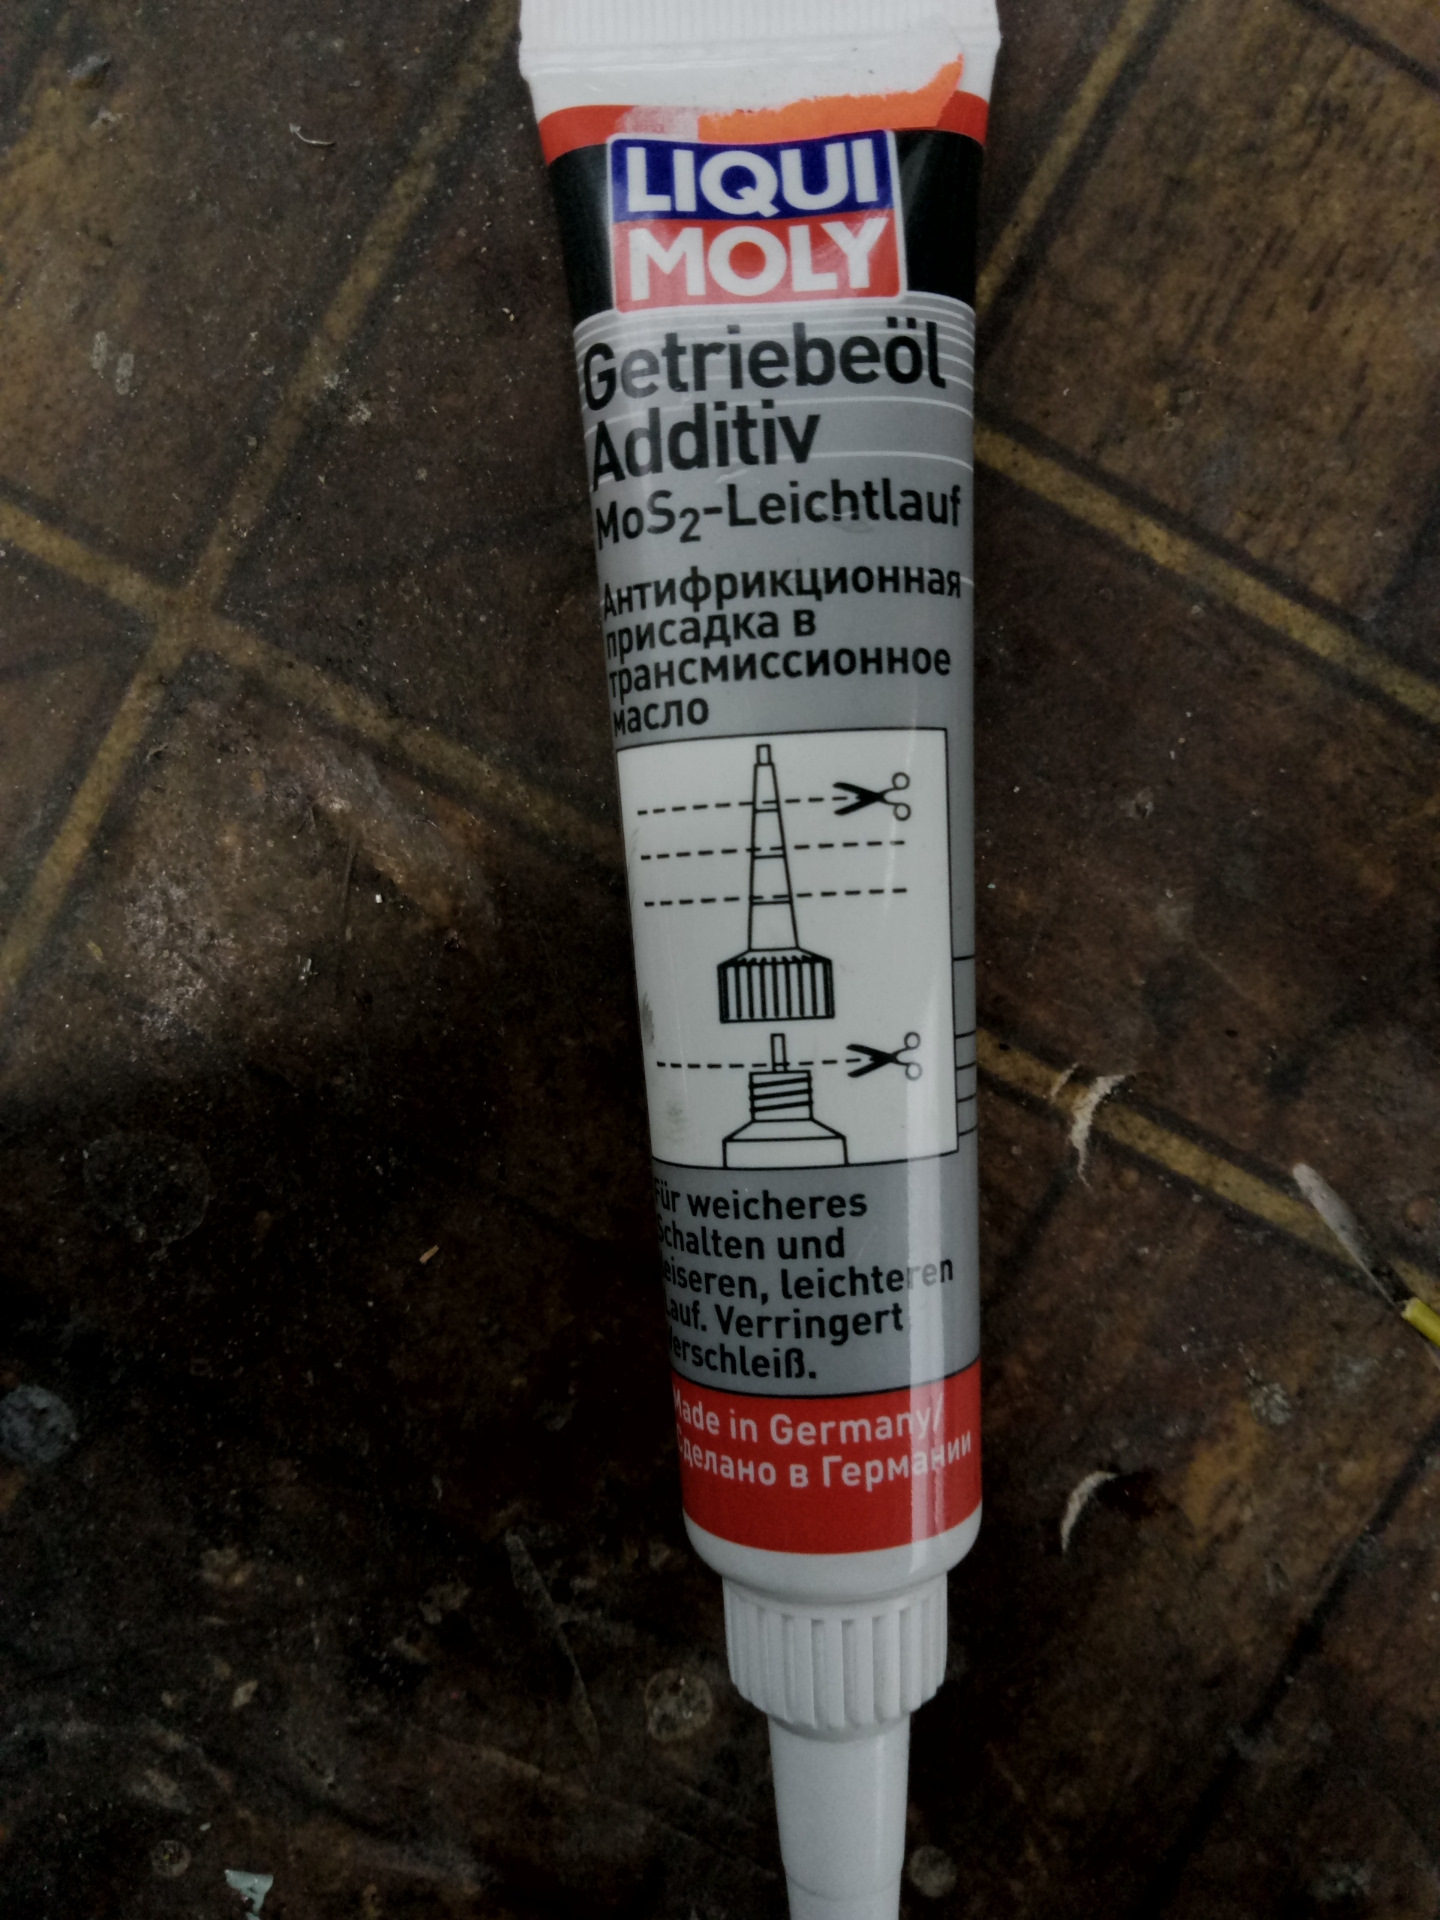 LIQUI
MOLY
Getriebeöl
Additiv
MoS₂-Leichtlauf
Антифрикционная
присадка в
трансмиссионное
масло
Für weicheres
Schalten und
leiseren, leichteren
Lauf. Verringert
Verschleiß.
Made in Germany/
Сделано в Германии